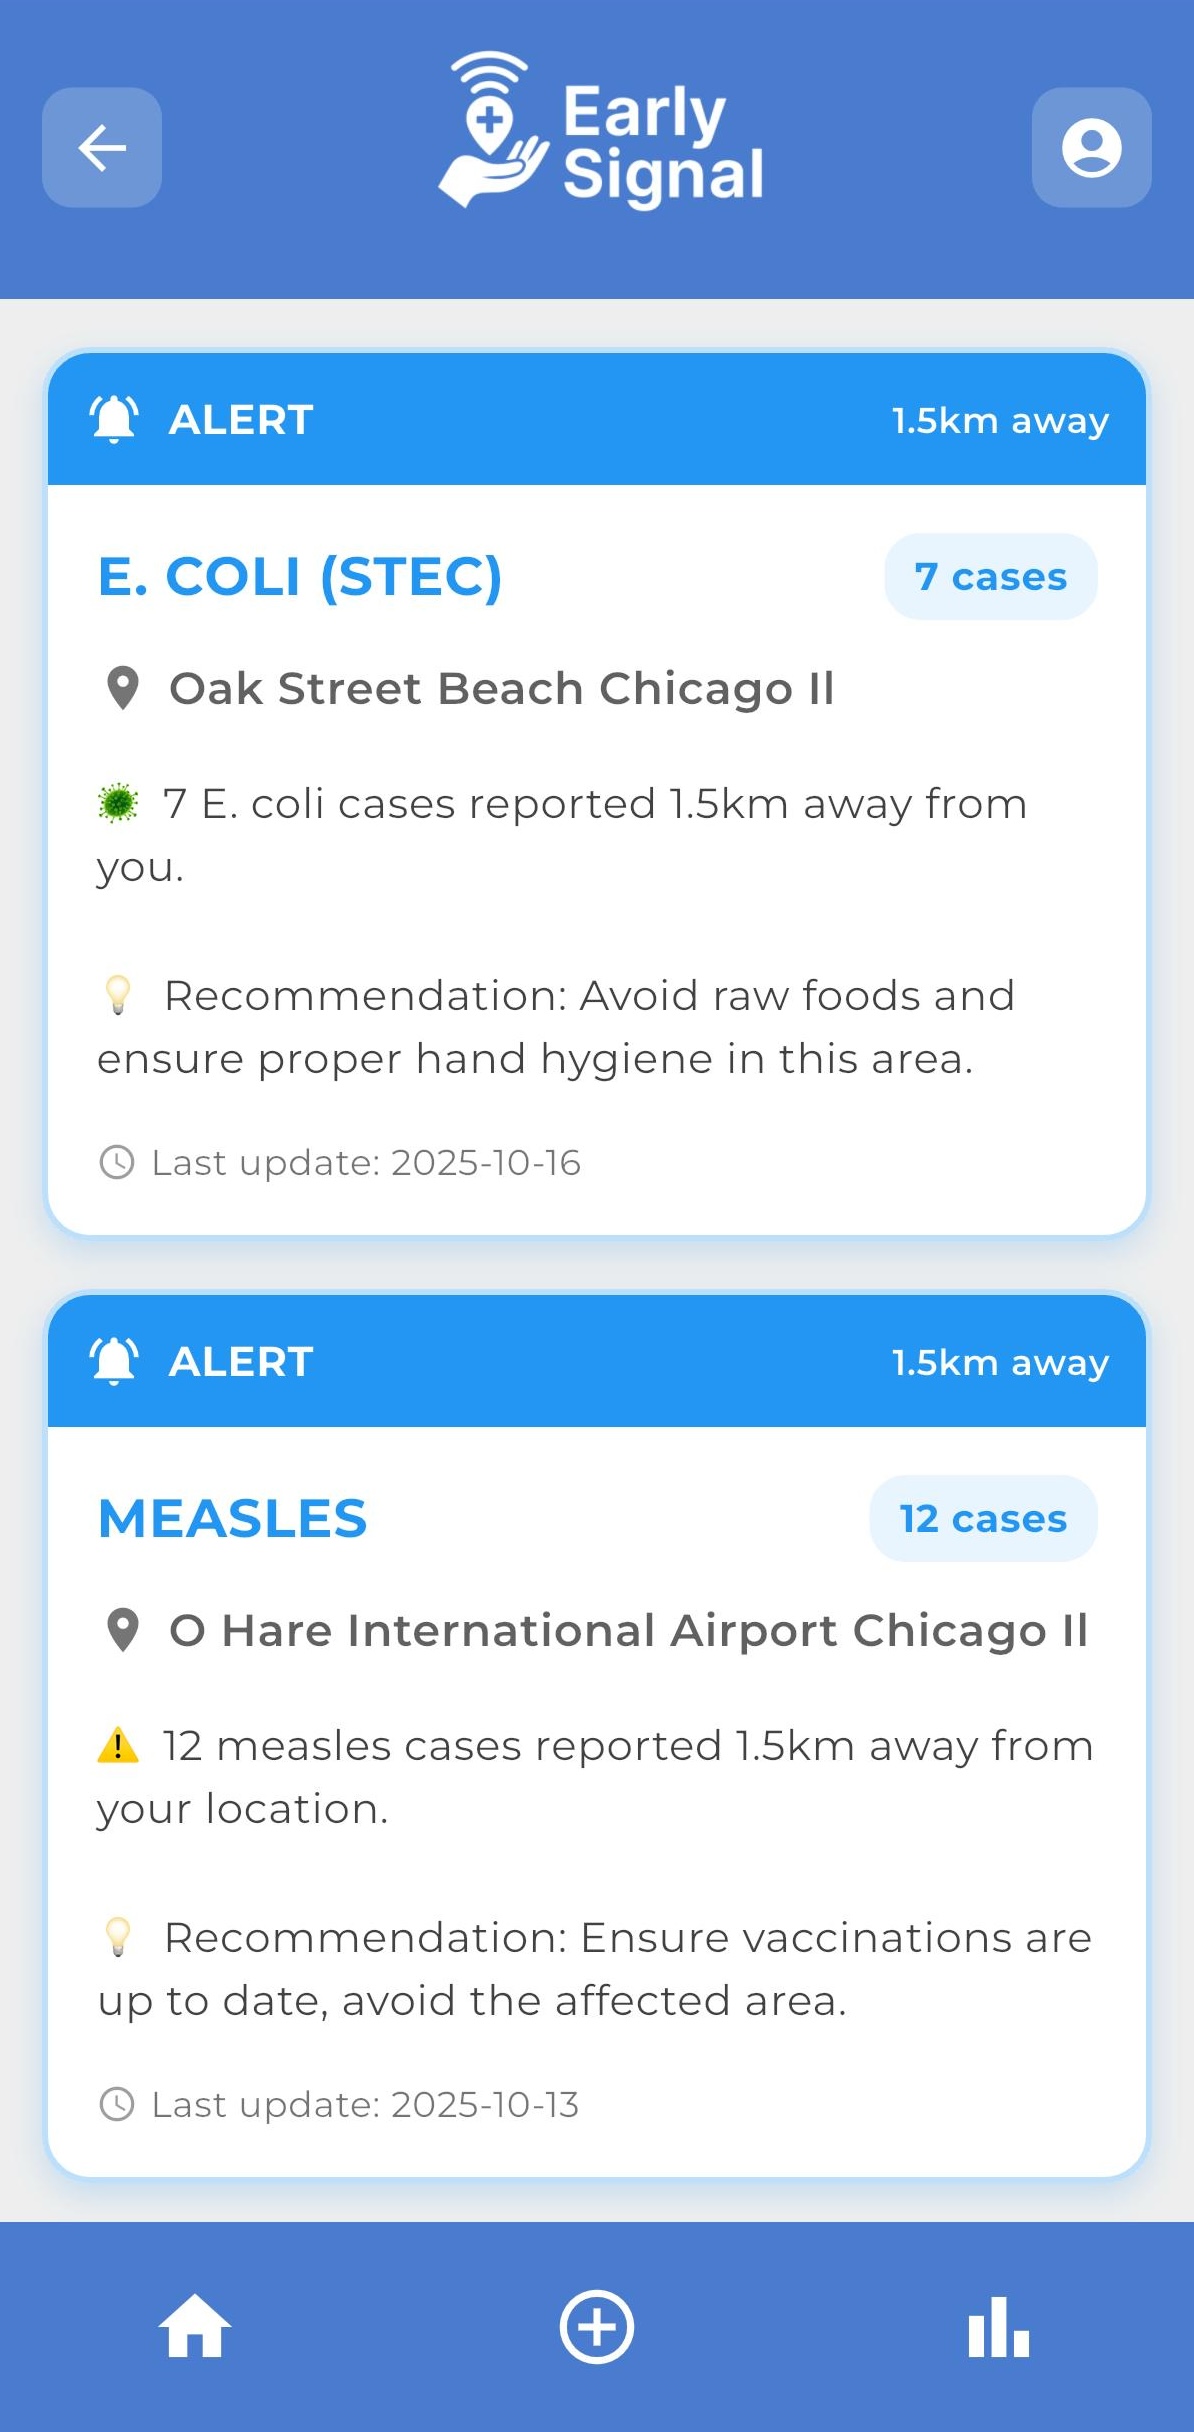 Early
Signal
ALERT
1.5km away
E. COLI (STEC)
7 cases
Oak Street Beach Chicago Il
7 E. coli cases reported 1.5km away from
you.
Recommendation: Avoid raw foods and
ensure proper hand hygiene in this area.
Last update: 2025-10-16
ALERT
1.5km away
MEASLES
12 cases
O Hare International Airport Chicago Il
12 measles cases reported 1.5km away from
your location.
Recommendation: Ensure vaccinations are
up to date, avoid the affected area.
Last update: 2025-10-13